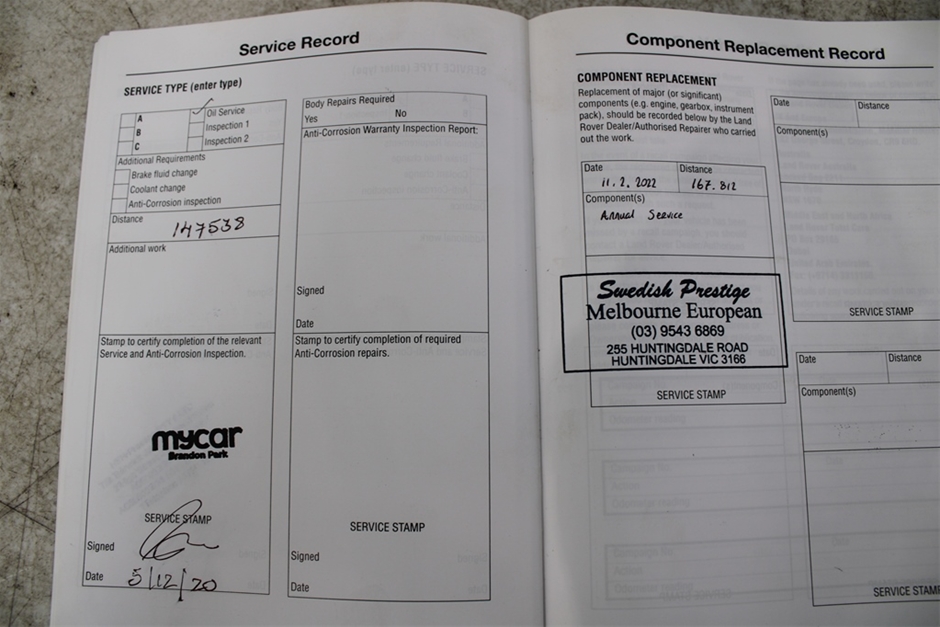 Service Record
SERVICE TYPE (enter type)
A
B
C
Oil Service
Inspection 1
Inspection 2
Additional Requirements
Brake fluid change
Coolant change
Anti-Corrosion inspection
Distance
147538
Additional work
Stamp to certify completion of the relevant
Service and Anti-Corrosion Inspection.
mycar
Brandon Park
SERVICE STAMP
Signed
Date 5/12/20
Body Repairs Required
Yes No
Anti-Corrosion Warranty Inspection Report:
Signed
Date
Stamp to certify completion of required
Anti-Corrosion repairs.
SERVICE STAMP
Signed
Date
Component Replacement Record
COMPONENT REPLACEMENT
Replacement of major (or significant)
components (e.g. engine, gearbox, instrument
pack), should be recorded below by the Land
Rover Dealer/Authorised Repairer who carried
out the work.
Date Distance
11.2.2022 167.812
Component(s)
Annual Service
Swedish Prestige
Melbourne European
(03) 9543 6869
255 HUNTINGDALE ROAD
HUNTINGDALE VIC 3166
SERVICE STAMP
Date Distance
Component(s)
SERVICE STAMP
Date Distance
Component(s)
SERVICE STAM